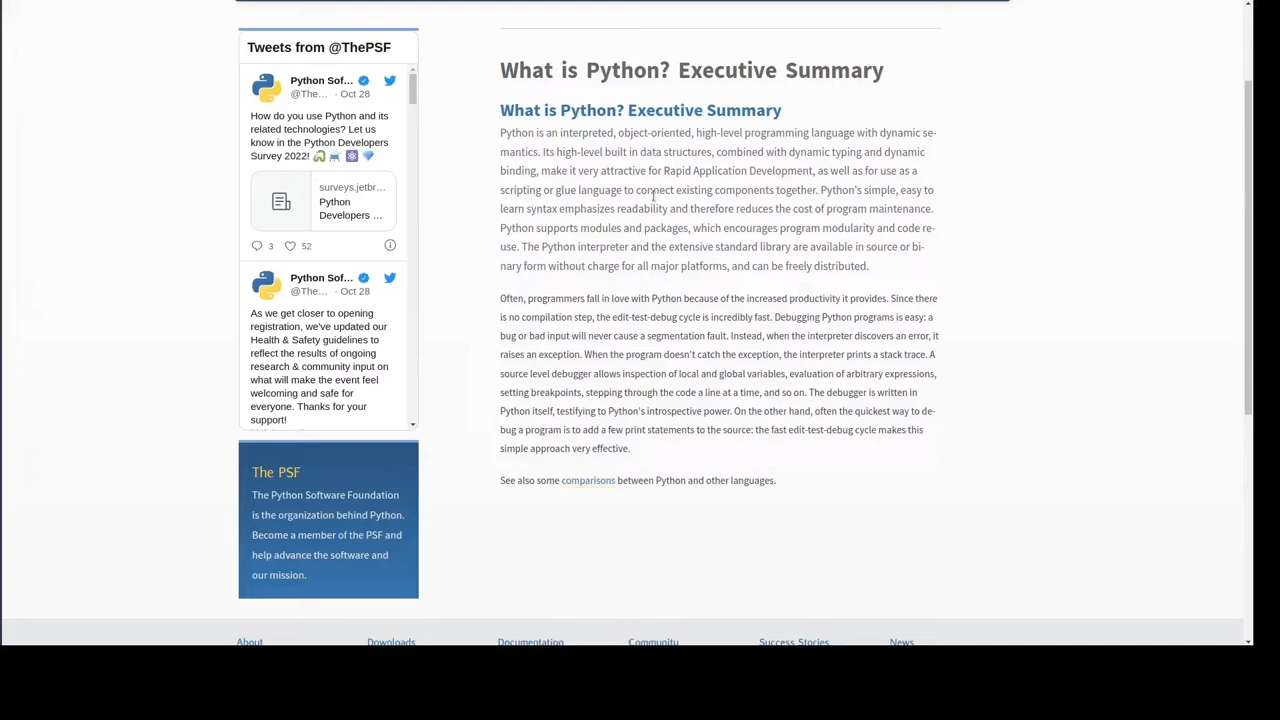 Tweets from @ThePSF
Python Sof...
@The... · Oct 28
How do you use Python and its
related technologies? Let us
know in the Python Developers
Survey 2022!
surveys.jetbr...
Python
Developers ...
3 52
Python Sof...
@The... · Oct 28
As we get closer to opening
registration, we've updated our
Health & Safety guidelines to
reflect the results of ongoing
research & community input on
what will make the event feel
welcoming and safe for
everyone. Thanks for your
support!
The PSF
The Python Software Foundation
is the organization behind Python.
Become a member of the PSF and
help advance the software and
our mission.
What is Python? Executive Summary
What is Python? Executive Summary
Python is an interpreted, object-oriented, high-level programming language with dynamic se-
mantics. Its high-level built in data structures, combined with dynamic typing and dynamic
binding, make it very attractive for Rapid Application Development, as well as for use as a
scripting or glue language to connect existing components together. Python's simple, easy to
learn syntax emphasizes readability and therefore reduces the cost of program maintenance.
Python supports modules and packages, which encourages program modularity and code re-
use. The Python interpreter and the extensive standard library are available in source or bi-
nary form without charge for all major platforms, and can be freely distributed.
Often, programmers fall in love with Python because of the increased productivity it provides. Since there
is no compilation step, the edit-test-debug cycle is incredibly fast. Debugging Python programs is easy: a
bug or bad input will never cause a segmentation fault. Instead, when the interpreter discovers an error, it
raises an exception. When the program doesn't catch the exception, the interpreter prints a stack trace. A
source level debugger allows inspection of local and global variables, evaluation of arbitrary expressions,
setting breakpoints, stepping through the code a line at a time, and so on. The debugger is written in
Python itself, testifying to Python's introspective power. On the other hand, often the quickest way to de-
bug a program is to add a few print statements to the source: the fast edit-test-debug cycle makes this
simple approach very effective.
See also some comparisons between Python and other languages.
About Downloads Documentation Community Success Stories News